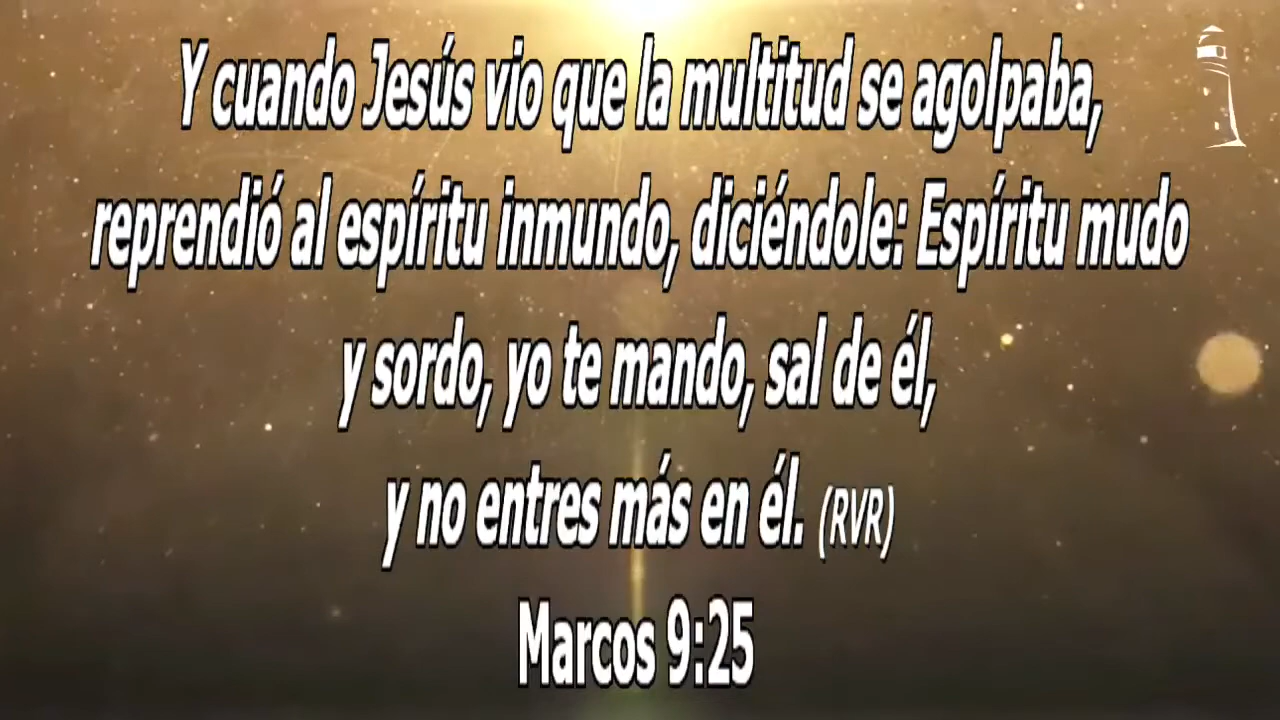 Y cuando Jesús vio que la multitud se agolpaba,
reprendió al espíritu inmundo, diciéndole: Espíritu mudo
y sordo, yo te mando, sal de él,
y no entres más en él. (RVR)
Marcos 9:25